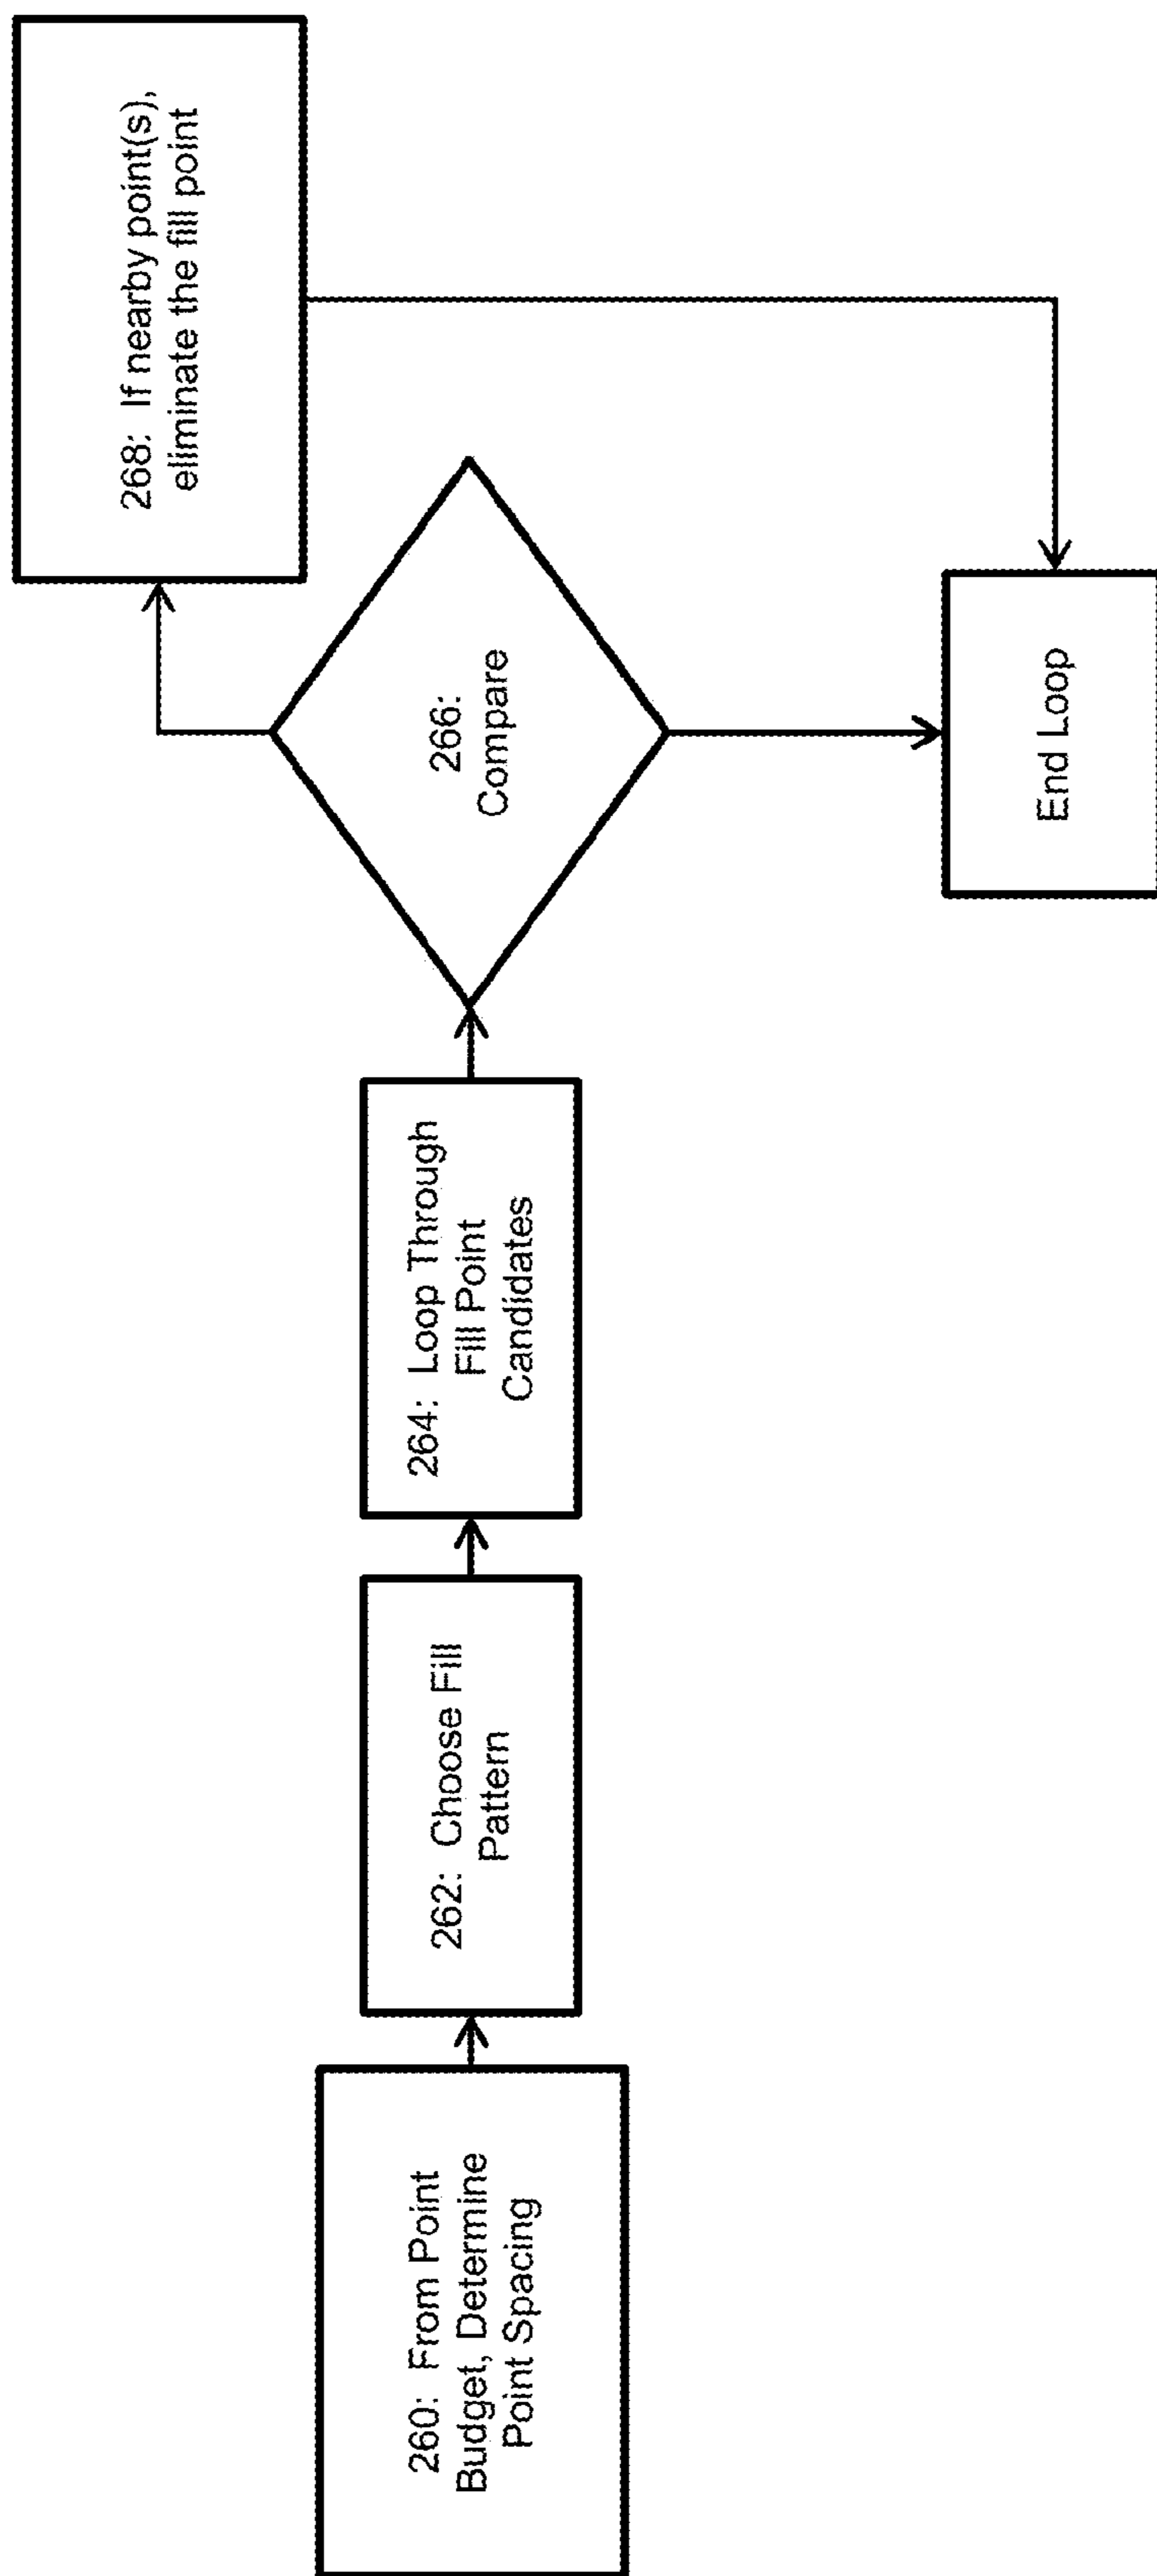 260: From Point
Budget, Determine
Point Spacing
262: Choose Fill
Pattern
264: Loop Through
Fill Point
Candidates
266:
Compare
268: If nearby point(s),
eliminate the fill point
End Loop